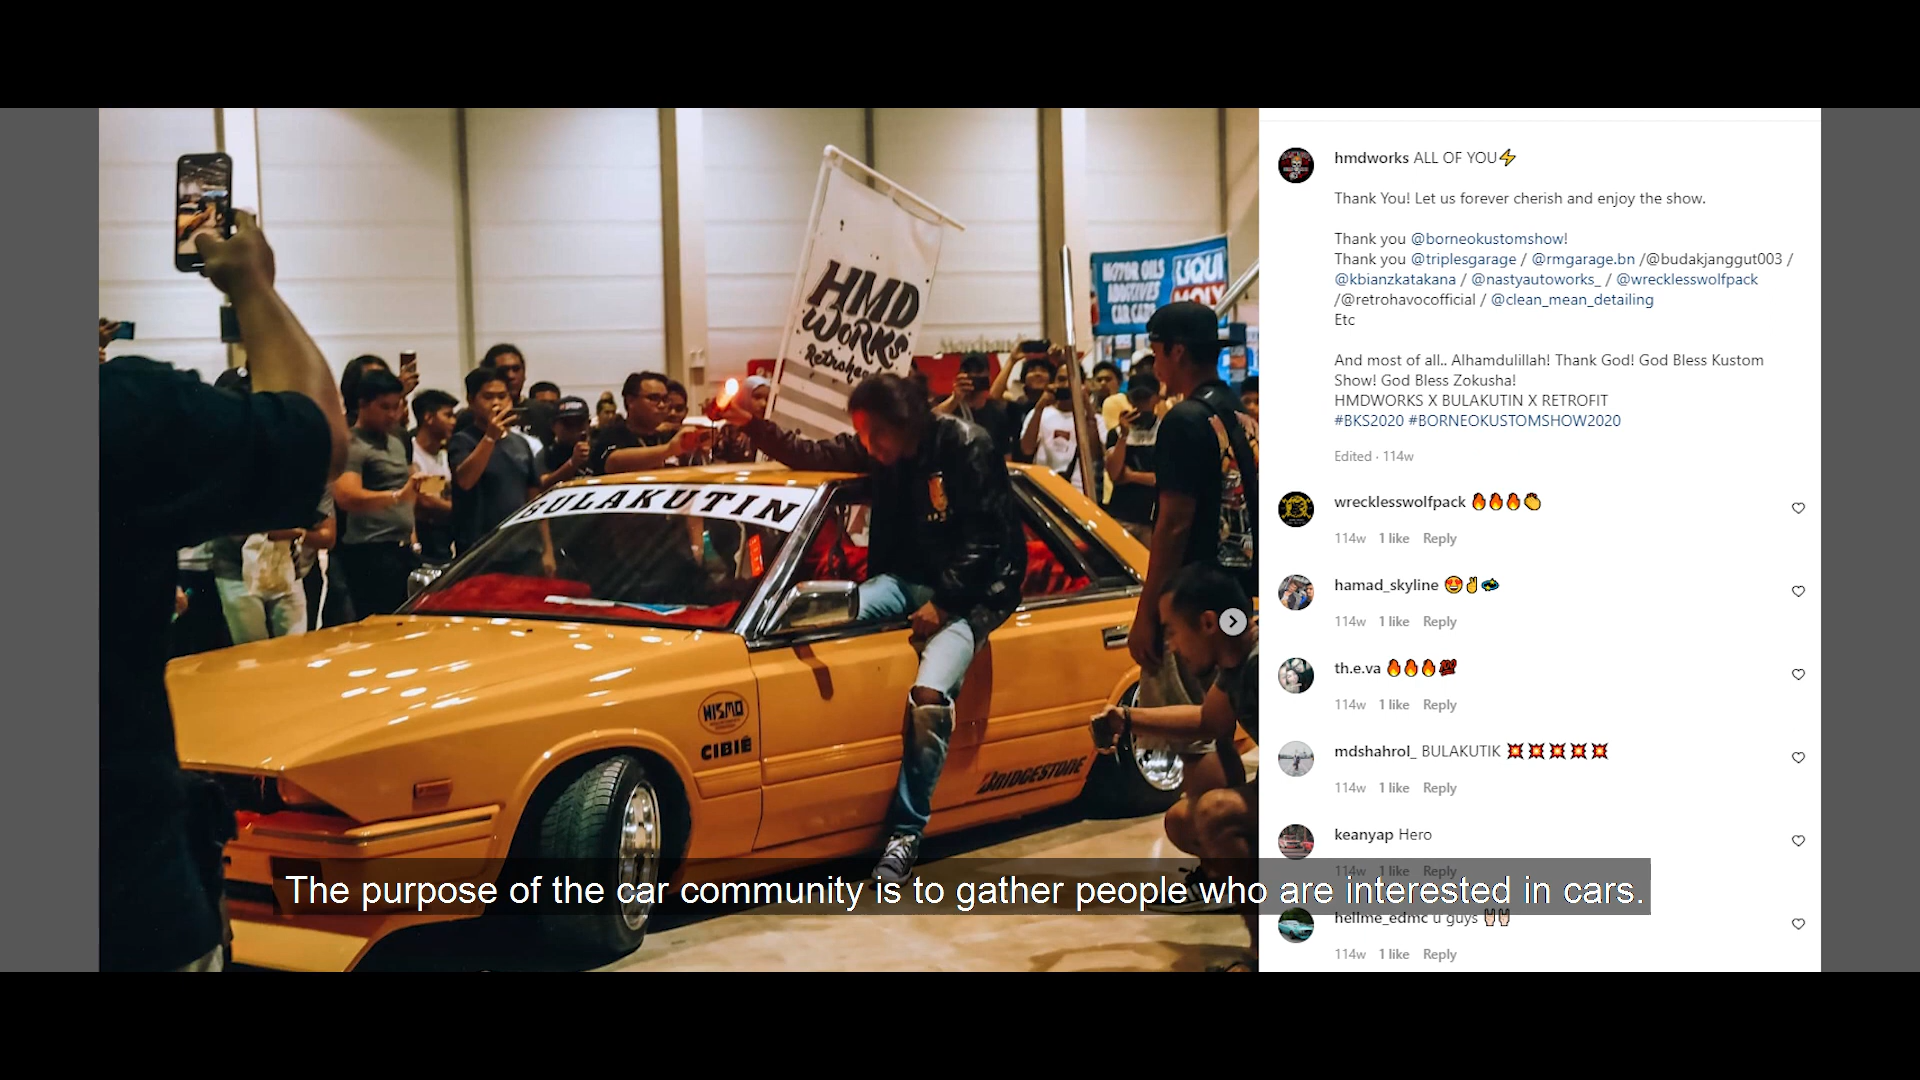 HMD
WORKS
MOTOR OILS
ADDITIVES
CAR CARE
LIQUI
MOLY
BULAKUTIN
NISMO
CIBIÉ
BRIDGESTONE
hmdworks ALL OF YOU⚡
Thank You! Let us forever cherish and enjoy the show.
Thank you @borneokustomshow!
Thank you @triplesgarage / @rmgarage.bn /@budakjanggut003 /
@kbianzkatakana / @nastyautoworks_ / @wrecklesswolfpack
/@retrohavocofficial / @clean_mean_detailing
Etc
And most of all.. Alhamdulillah! Thank God! God Bless Kustom
Show! God Bless Zokusha!
HMDWORKS X BULAKUTIN X RETROFIT
#BKS2020 #BORNEOKUSTOMSHOW2020
Edited · 114w
wrecklesswolfpack 🔥🔥🔥👏
114w 1 like Reply
hamad_skyline 😍✌
114w 1 like Reply
th.e.va 🔥🔥🔥💯
114w 1 like Reply
mdshahrol_ BULAKUTIK 💥💥💥💥💥
114w 1 like Reply
keanyap Hero
114w 1 like Reply
The purpose of the car community is to gather people who are interested in cars.
hellme_edmc u guys 🤘🤘
114w 1 like Reply